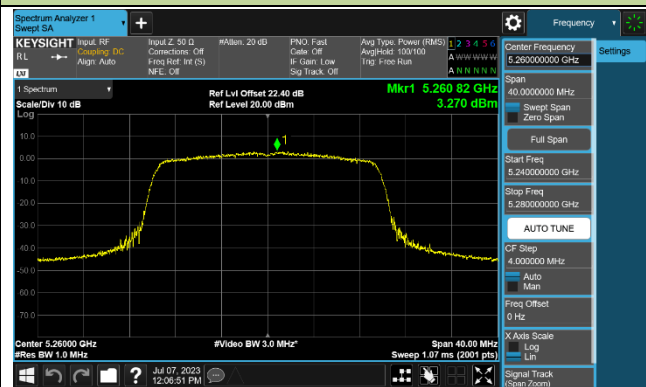 Spectrum Analyzer 1
Swept SA
Frequency
KEYSIGHT
RL
LXI
Input: RF
Coupling: DC
Align: Auto
Input Z: 50 Ω
Corrections: Off
Freq Ref: Int (S)
NFE: Off
#Atten: 20 dB
PNO: Fast
Gate: Off
IF Gain: Low
Sig Track: Off
Avg Type: Power (RMS)
Avg|Hold: 100/100
Trig: Free Run
1 2 3 4 5 6
A W W W W W
A N N N N N
1 Spectrum
Scale/Div 10 dB
Log
Ref Lvl Offset 22.40 dB
Ref Level 20.00 dBm
Mkr1 5.260 82 GHz
3.270 dBm
1
10.0
0.00
-10.0
-20.0
-30.0
-40.0
-50.0
-60.0
-70.0
Center 5.26000 GHz
#Res BW 1.0 MHz
#Video BW 3.0 MHz*
Span 40.00 MHz
Sweep 1.07 ms (2001 pts)
Jul 07, 2023
12:06:51 PM
Center Frequency
5.260000000 GHz
Settings
Span
40.0000000 MHz
Swept Span
Zero Span
Full Span
Start Freq
5.240000000 GHz
Stop Freq
5.280000000 GHz
AUTO TUNE
CF Step
4.000000 MHz
Auto
Man
Freq Offset
0 Hz
X Axis Scale
Log
Lin
Signal Track
(Span Zoom)